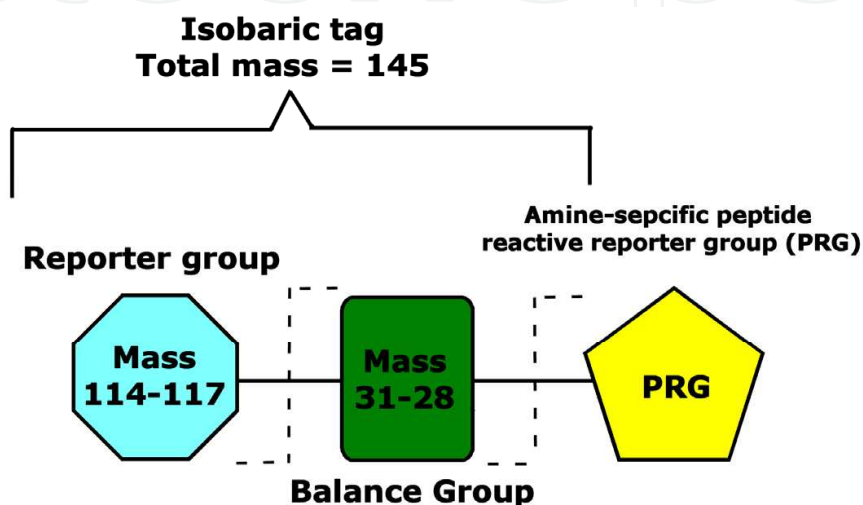 Isobaric tag
Total mass = 145
Amine-sepcific peptide
reactive reporter group (PRG)
Reporter group
Mass
114-117
Mass
31-28
PRG
Balance Group